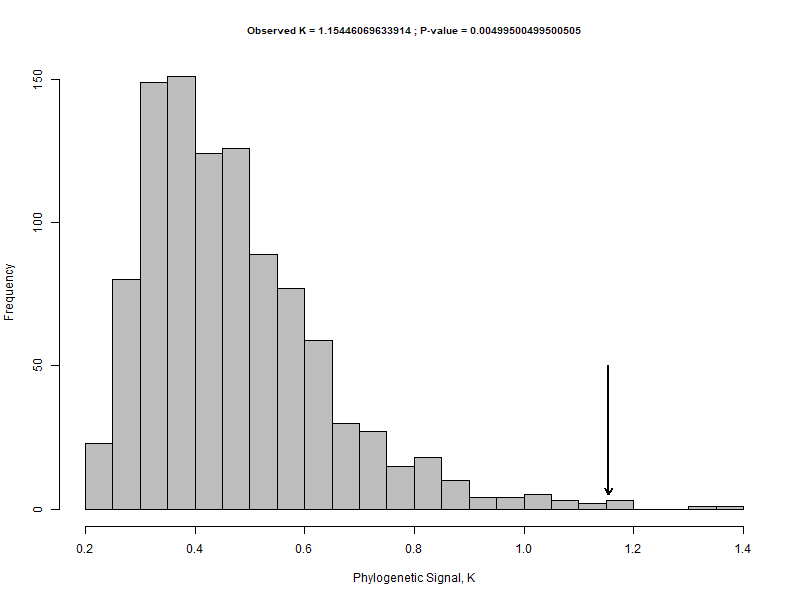 Observed K = 1.15446069633914 ; P-value = 0.00499500499500505
150
100
50
0
Frequency
0.2 0.4 0.6 0.8 1.0 1.2 1.4
Phylogenetic Signal, K